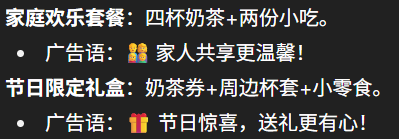 家庭欢乐套餐：四杯奶茶+两份小吃。
• 广告语：👨‍👩‍👧‍👦 家人共享更温馨！
节日限定礼盒：奶茶券+周边杯套+小零食。
• 广告语：🎁 节日惊喜，送礼更有心！